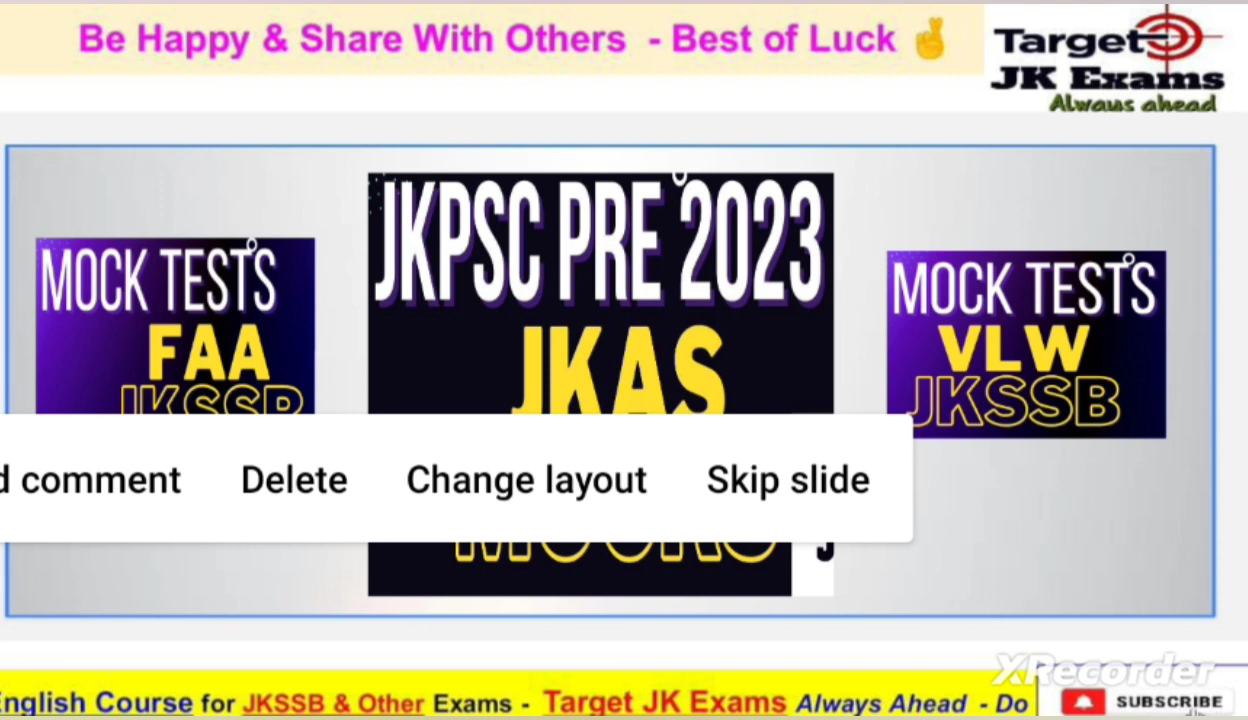 Be Happy & Share With Others - Best of Luck
Target
JK Exams
Always ahead
MOCK TESTS
FAA
JKSSB
JKPSC PRE 2023
JKAS
MOCKS
MOCK TESTS
VLW
JKSSB
comment Delete Change layout Skip slide
XRecorder
English Course for JKSSB & Other Exams - Target JK Exams Always Ahead - Do
SUBSCRIBE